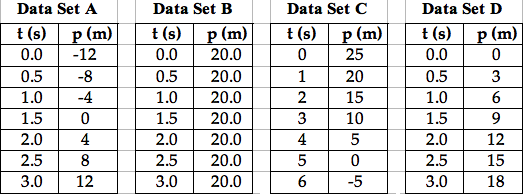 Data Set A Data Set B Data Set C Data Set D
t (s) p (m) t (s) p (m) t (s) p (m) t (s) p (m)
0.0 -12 0.0 20.0 0 25 0.0 0
0.5 -8 0.5 20.0 1 20 0.5 3
1.0 -4 1.0 20.0 2 15 1.0 6
1.5 0 1.5 20.0 3 10 1.5 9
2.0 4 2.0 20.0 4 5 2.0 12
2.5 8 2.5 20.0 5 0 2.5 15
3.0 12 3.0 20.0 6 -5 3.0 18